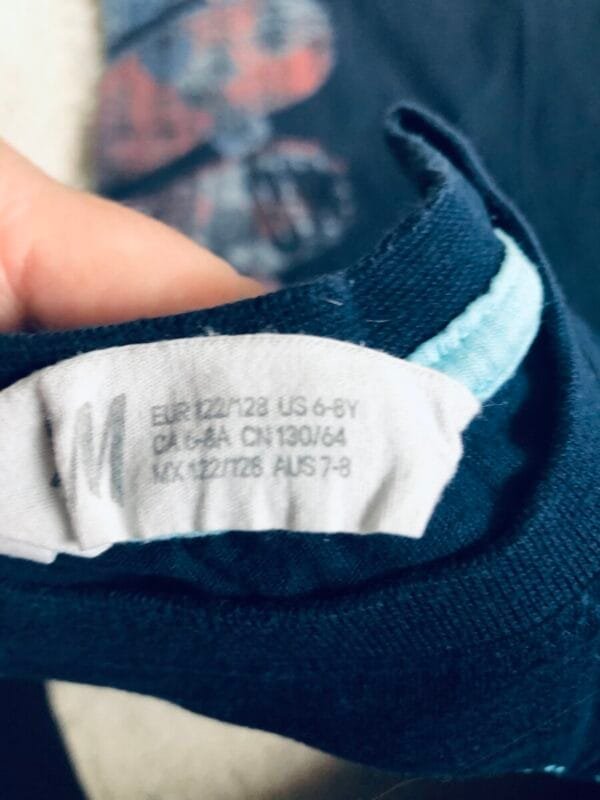 M
EUR 122/128 US 6-8Y
CA 6-8A CN 130/64
MX 122/128 AUS 7-8